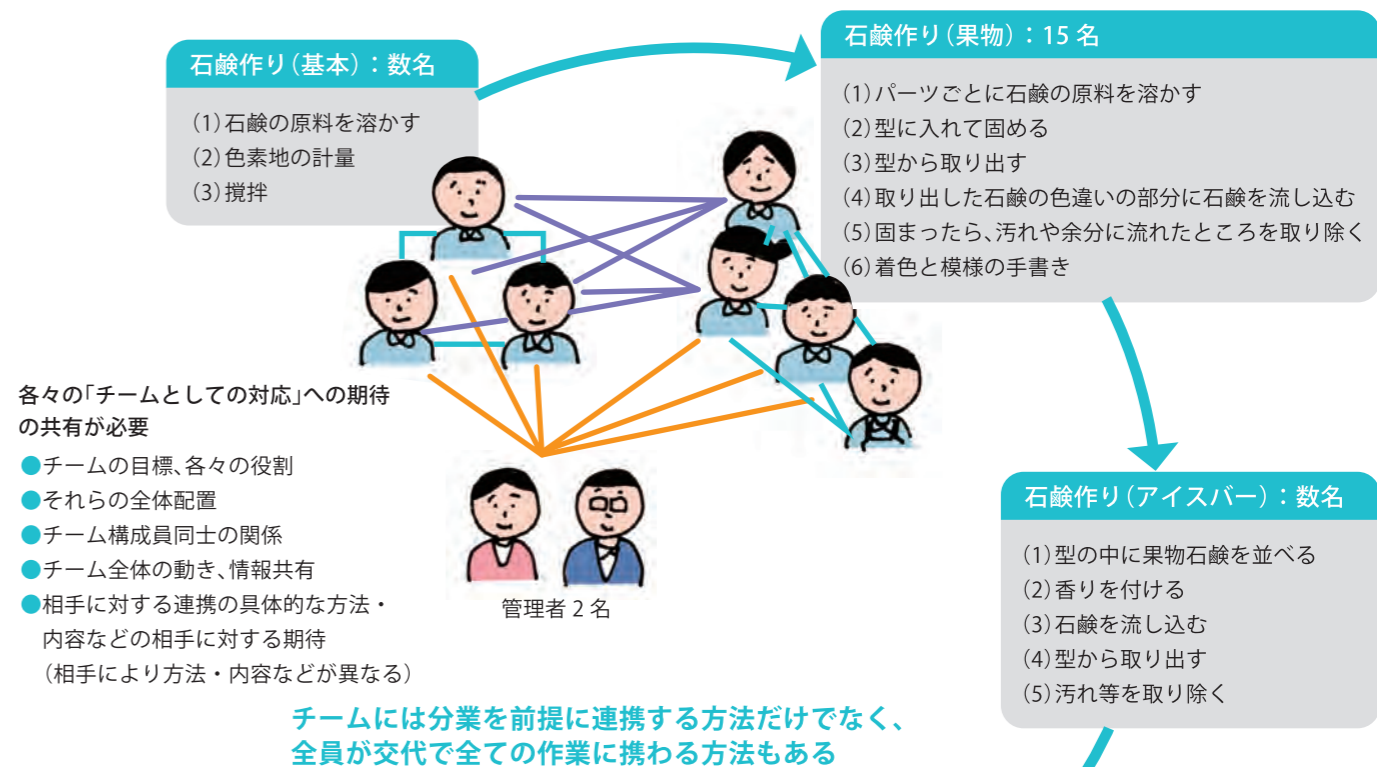 石鹸作り（基本）：数名
（1）石鹸の原料を溶かす
（2）色素地の計量
（3）撹拌
石鹸作り（果物）：15 名
（1）パーツごとに石鹸の原料を溶かす
（2）型に入れて固める
（3）型から取り出す
（4）取り出した石鹸の色違いの部分に石鹸を流し込む
（5）固まったら、汚れや余分に流れたところを取り除く
（6）着色と模様の手書き
各々の「チームとしての対応」への期待
の共有が必要
●チームの目標、各々の役割
●それらの全体配置
●チーム構成員同士の関係
●チーム全体の動き、情報共有
●相手に対する連携の具体的な方法・
内容などの相手に対する期待
（相手により方法・内容などが異なる）
管理者 2 名
石鹸作り（アイスバー）：数名
（1）型の中に果物石鹸を並べる
（2）香りを付ける
（3）石鹸を流し込む
（4）型から取り出す
（5）汚れ等を取り除く
チームには分業を前提に連携する方法だけでなく、
全員が交代で全ての作業に携わる方法もある